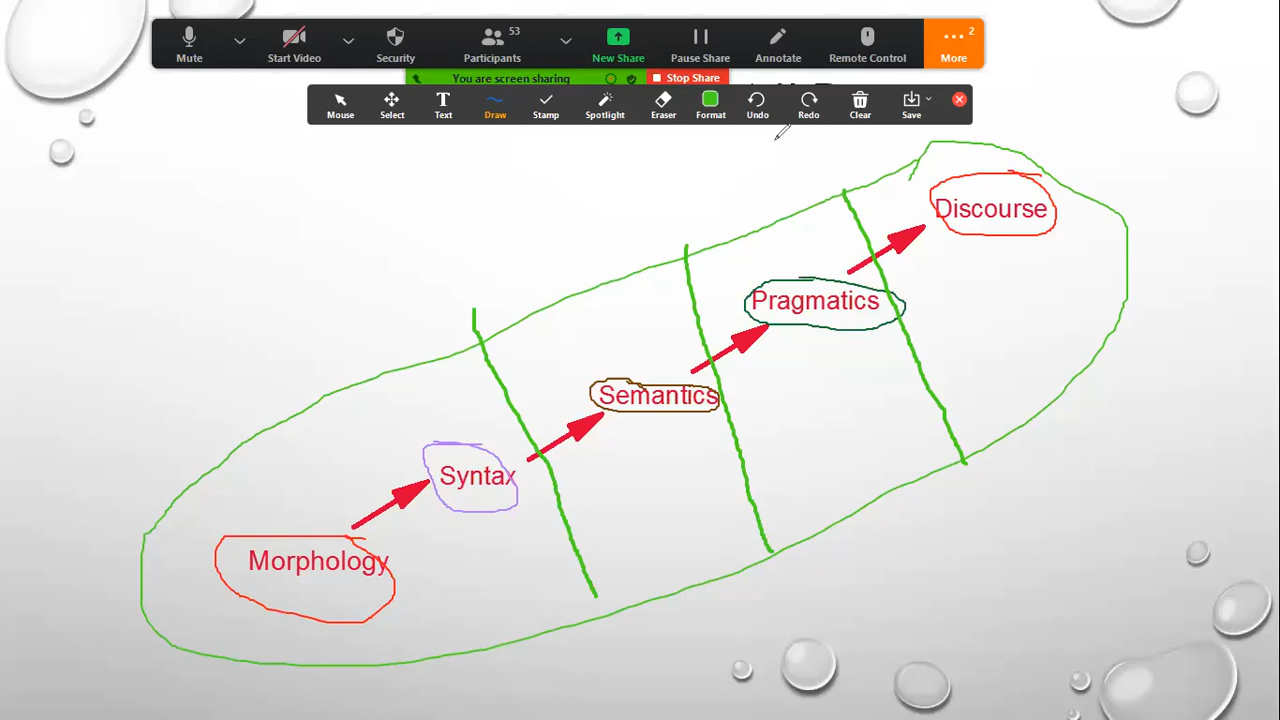 53
2
Mute
Start Video
Security
Participants
New Share
Pause Share
Annotate
Remote Control
More
You are screen sharing
Stop Share
Mouse
Select
Text
Draw
Stamp
Spotlight
Eraser
Format
Undo
Redo
Clear
Save
Discourse
Pragmatics
Semantics
Syntax
Morphology